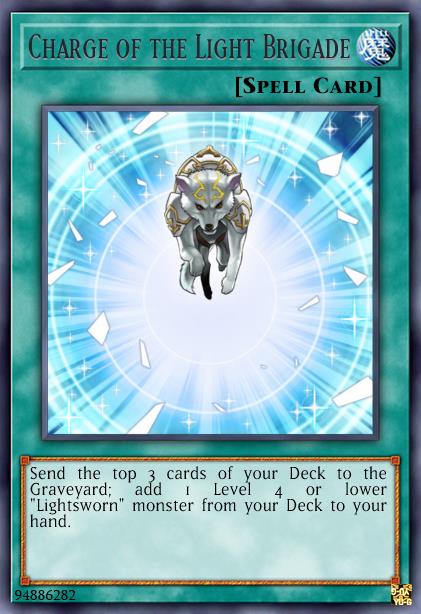 CHARGE OF THE LIGHT BRIGADE 魔
[SPELL CARD]
Send the top 3 cards of your Deck to the
Graveyard; add 1 Level 4 or lower
"Lightsworn" monster from your Deck to your
hand.
94886282